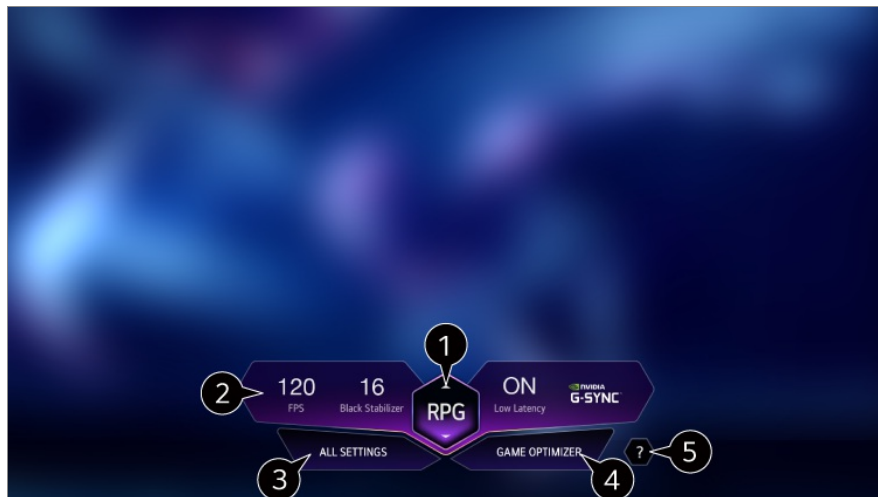 1
2
120 16 RPG ON NVIDIA
FPS Black Stabilizer Low Latency G-SYNC
ALL SETTINGS GAME OPTIMIZER ? 5
3 4